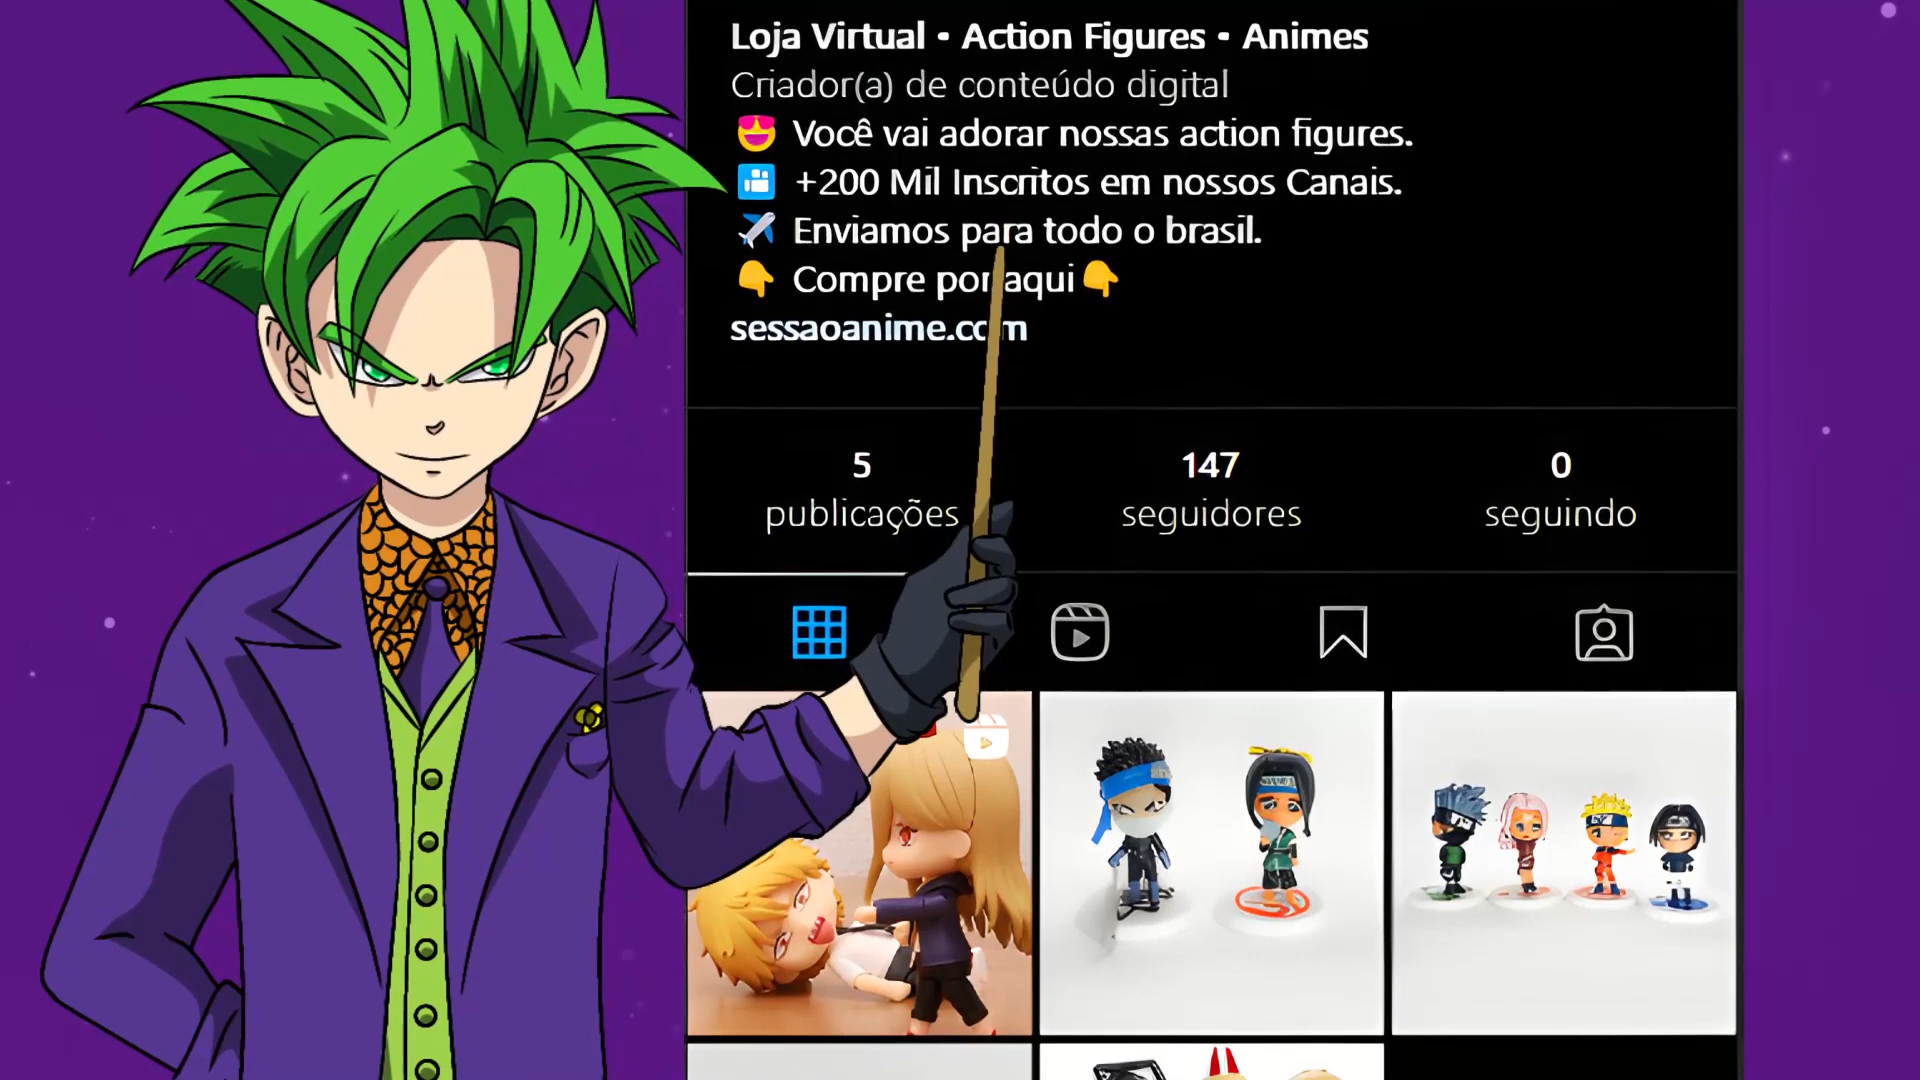 Loja Virtual • Action Figures • Animes
Criador(a) de conteúdo digital
😍 Você vai adorar nossas action figures.
🎦 +200 Mil Inscritos em nossos Canais.
✈️ Enviamos para todo o brasil.
👇 Compre por aqui 👇
sessaoanime.com
5 147 0
publicações seguidores seguindo